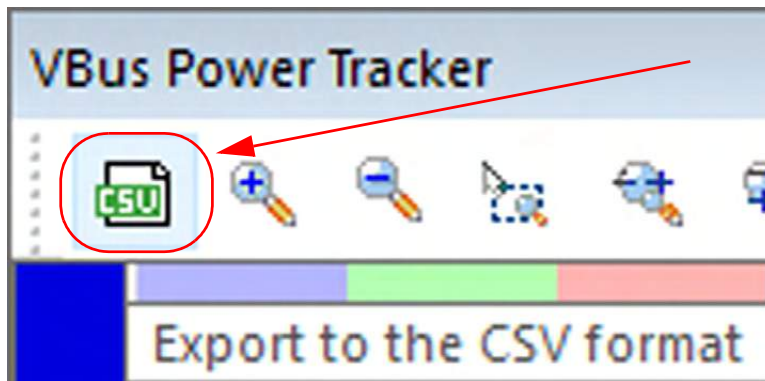 VBus Power Tracker
CSV
Export to the CSV format